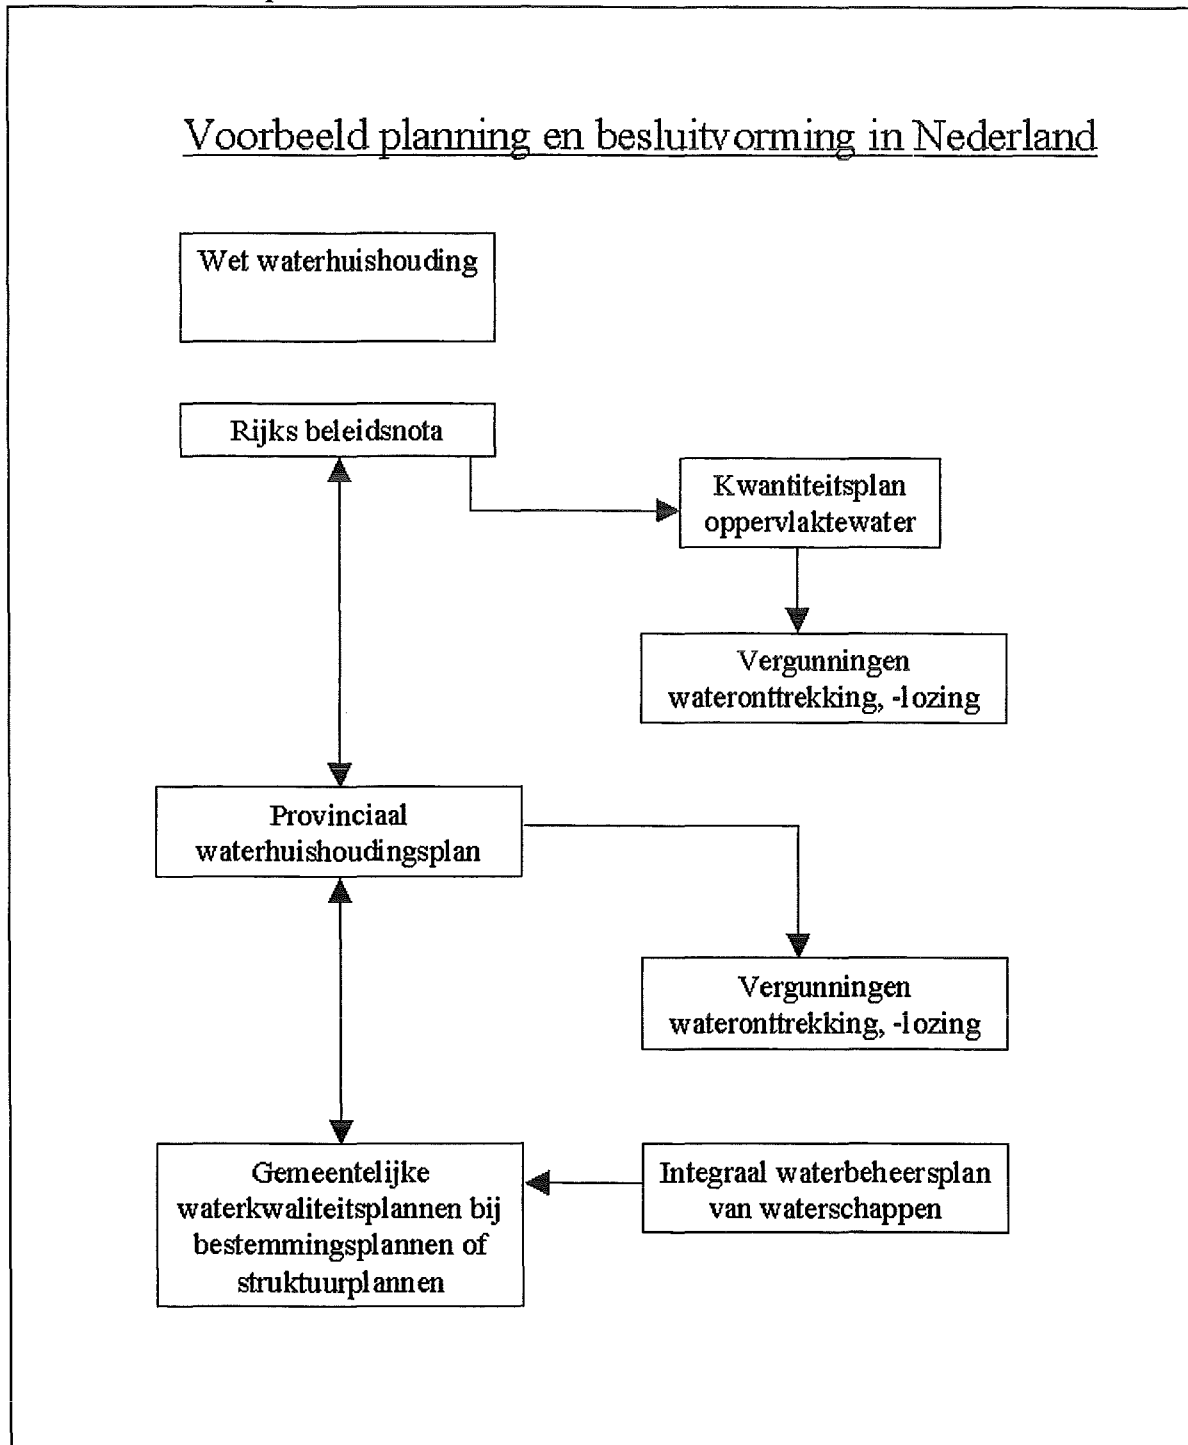 Voorbeeld planning en besluitvorming in Nederland
Wet waterhuishouding
Rijks beleidsnota
Kwantiteitsplan
oppervlaktewater
Vergunningen
wateronttrekking, -lozing
Provinciaal
waterhuishoudingsplan
Vergunningen
wateronttrekking, -lozing
Gemeentelijke
waterkwaliteitsplannen bij
bestemmingsplannen of
struktuurplannen
Integraal waterbeheersplan
van waterschappen